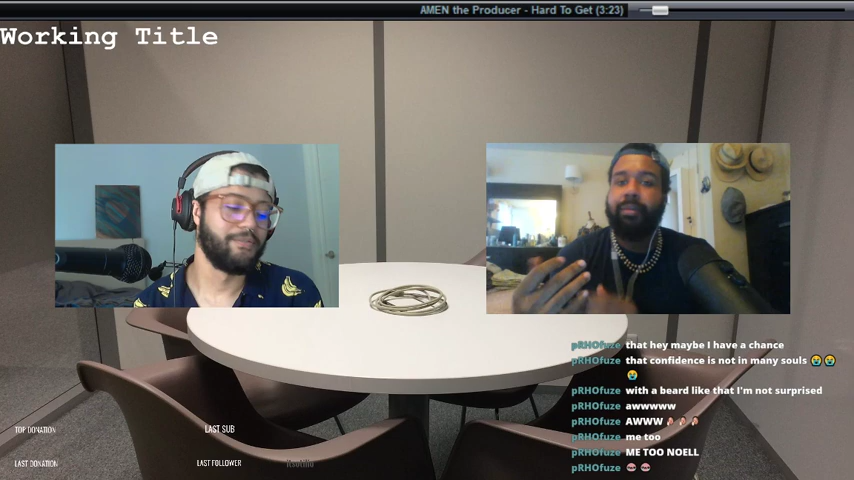 AMEN the Producer - Hard To Get (3:23)
Working Title
pRHOfuze that hey maybe I have a chance
pRHOfuze that confidence is not in many souls 😭😭
😭
pRHOfuze with a beard like that I'm not surprised
pRHOfuze awwwww
pRHOfuze AWWW
pRHOfuze me too
pRHOfuze ME TOO NOELL
pRHOfuze
TOP DONATION
LAST SUB
LAST DONATION
LAST FOLLOWER